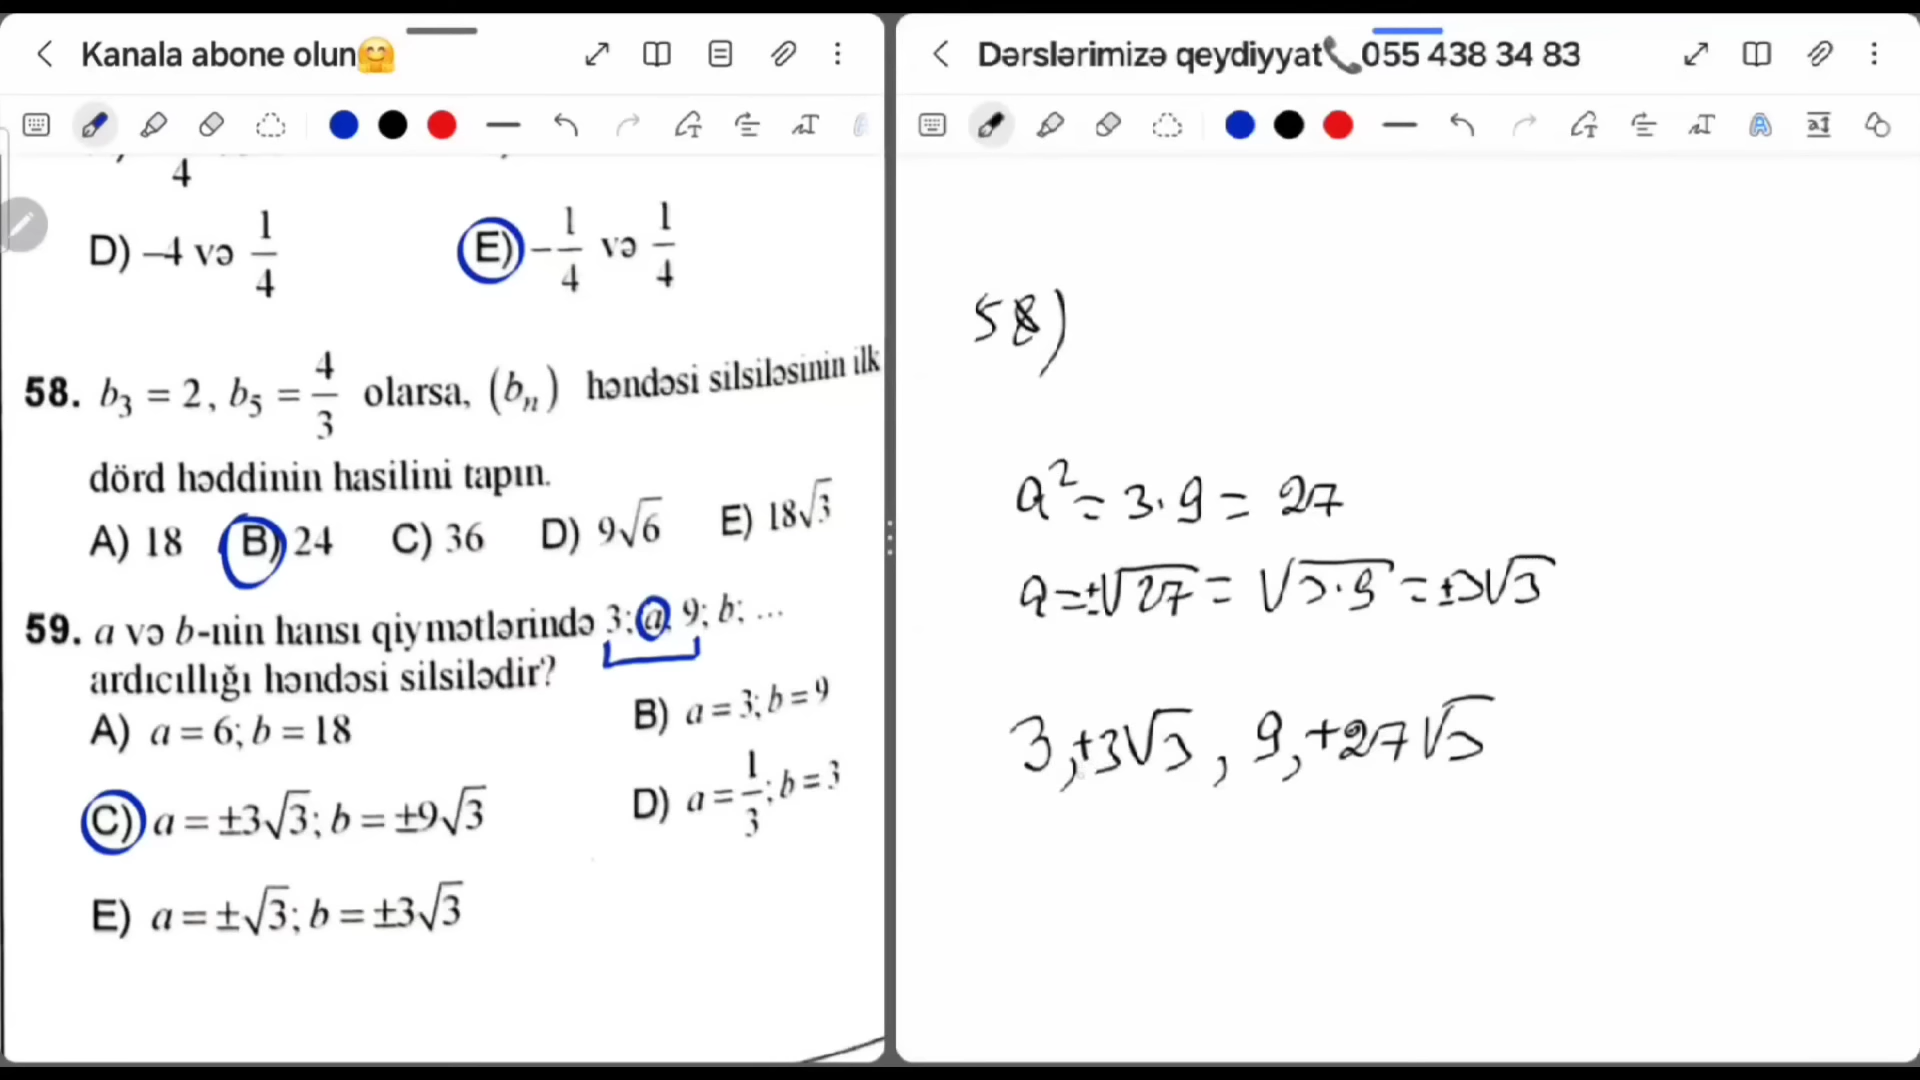 Kanala abone olun🤗
4
D) –4 və 1/4
E) –1/4 və 1/4
58. b₃ = 2, b₅ = 4/3 olarsa, (bₙ) həndəsi silsiləsinin ilk
dörd həddinin hasilini tapın.
A) 18 B) 24 C) 36 D) 9√6 E) 18√3
59. a və b-nin hansı qiymətlərində 3; a 9; b; ...
ardıcıllığı həndəsi silsilədir?
A) a = 6; b = 18
B) a = 3; b = 9
C) a = ±3√3; b = ±9√3
D) a = 1/3; b = 3
E) a = ±√3; b = ±3√3
Dərslərimizə qeydiyyat📞055 438 34 83
58)
a² = 3·9 = 27
a = ±√27 = √3·9 = ±3√3
3, +3√3, 9, +27√3